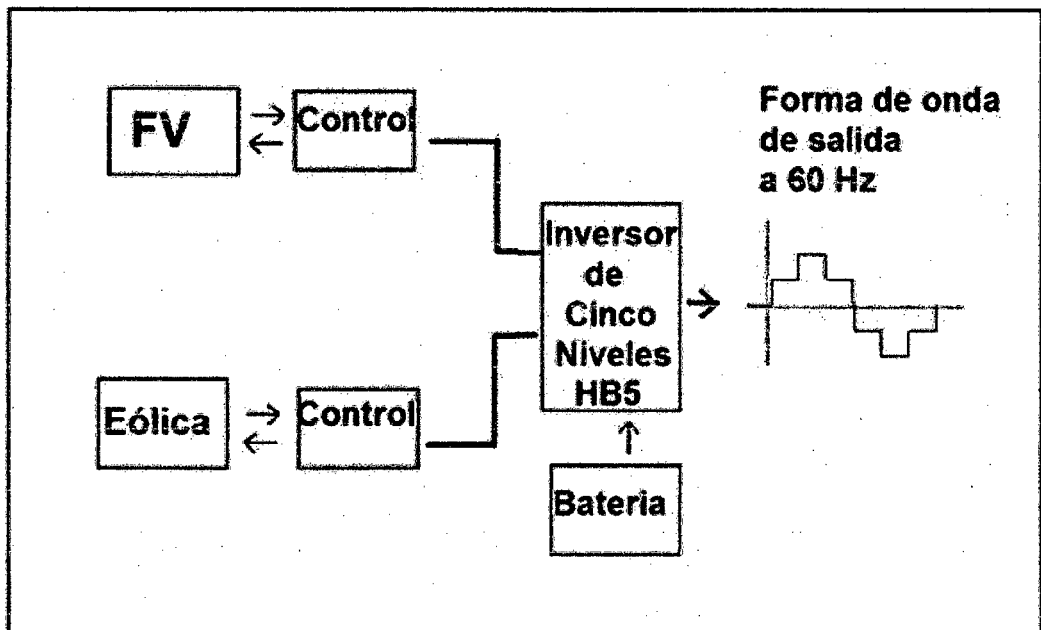 FV
Control
Forma de onda
de salida
a 60 Hz
Inversor
de
Cinco
Niveles
HB5
Eólica
Control
Bateria